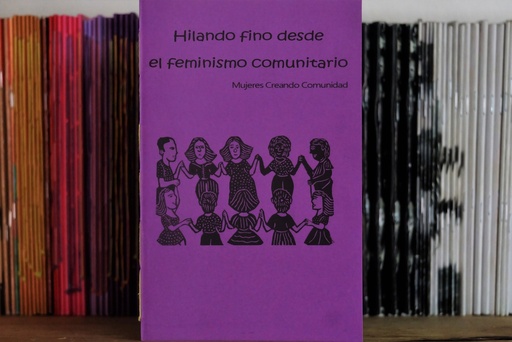 Hilando fino desde
el feminismo comunitario
Mujeres Creando Comunidad